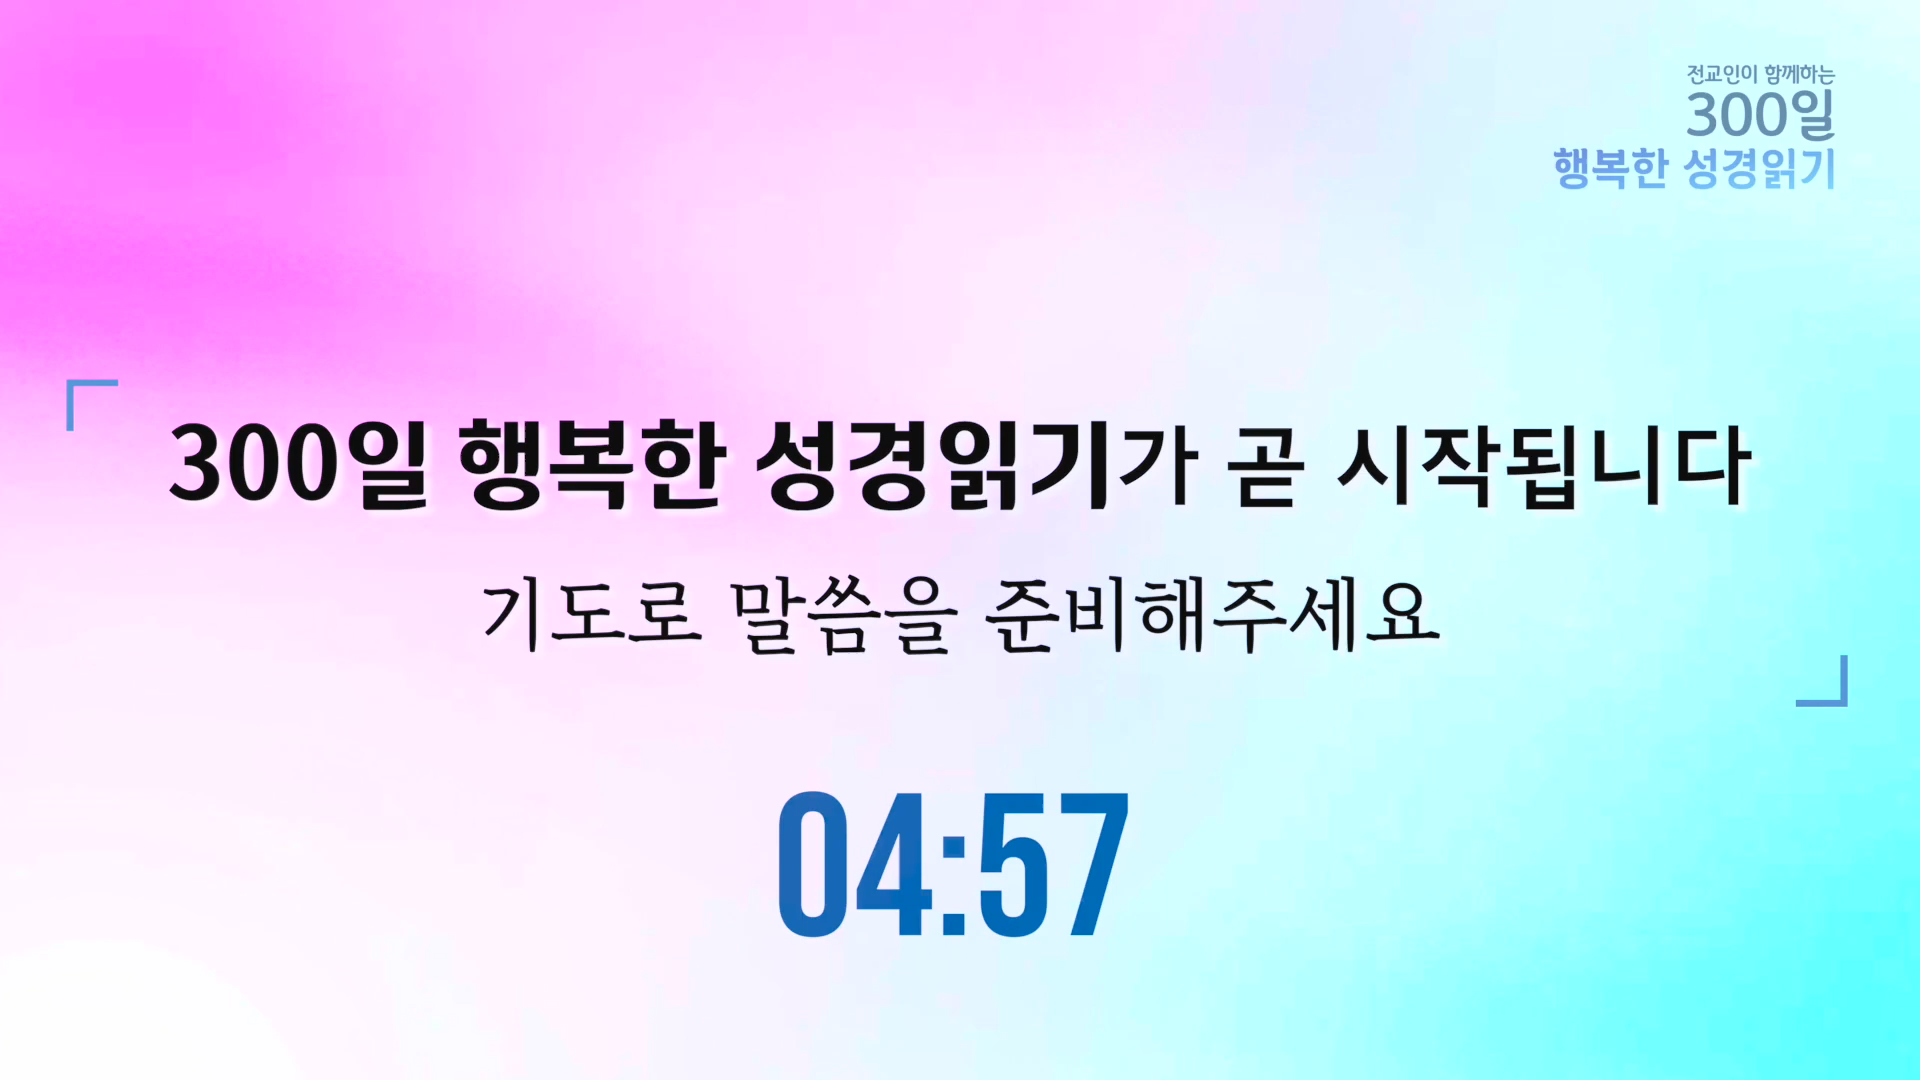 전교인이 함께하는
300일
행복한 성경읽기
300일 행복한 성경읽기가 곧 시작됩니다
기도로 말씀을 준비해주세요
04:57